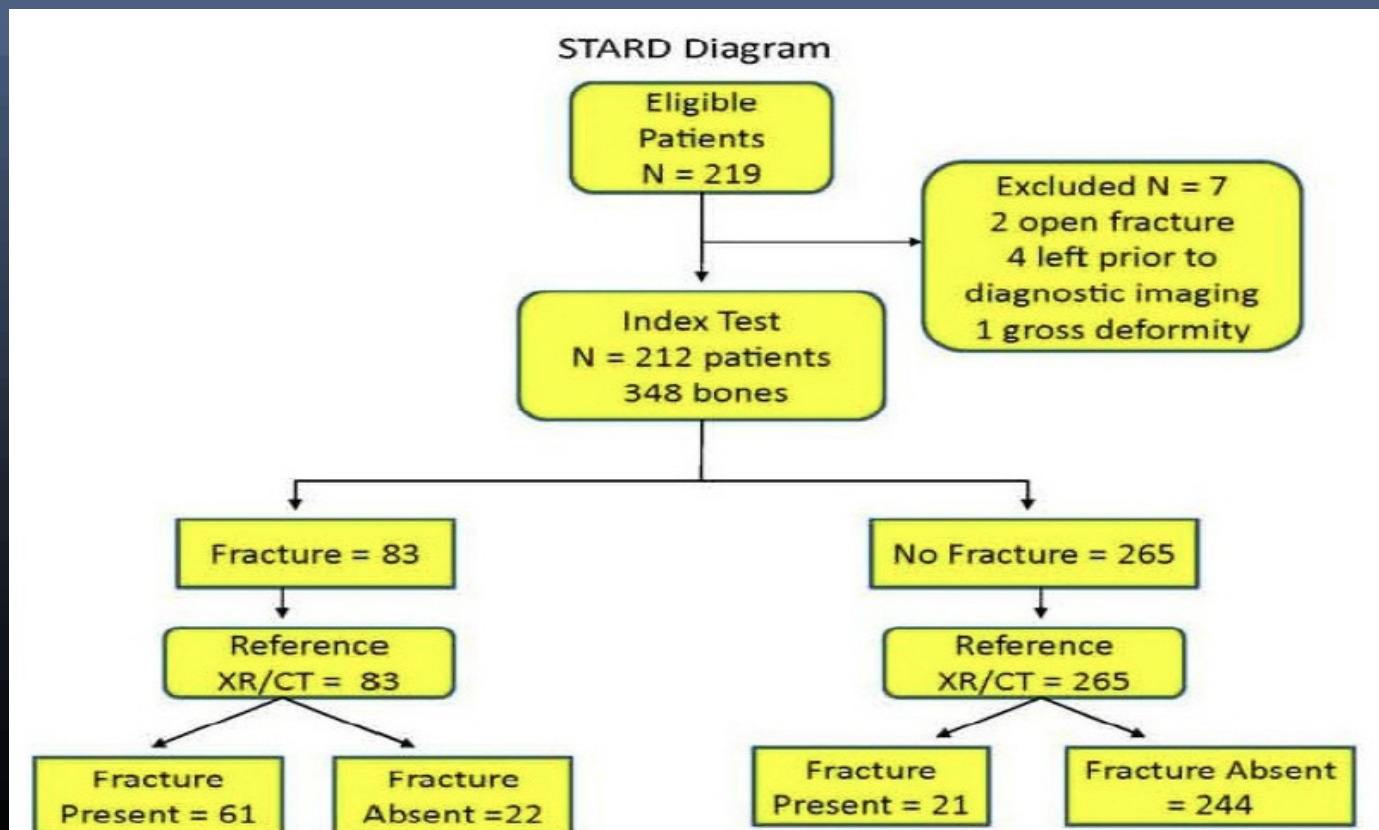 STARD Diagram
Eligible
Patients
N = 219
Excluded N = 7
2 open fracture
4 left prior to
diagnostic imaging
1 gross deformity
Index Test
N = 212 patients
348 bones
Fracture = 83
No Fracture = 265
Reference
XR/CT =  83
Reference
XR/CT = 265
Fracture
Present = 61
Fracture
Absent =22
Fracture
Present = 21
Fracture Absent
= 244